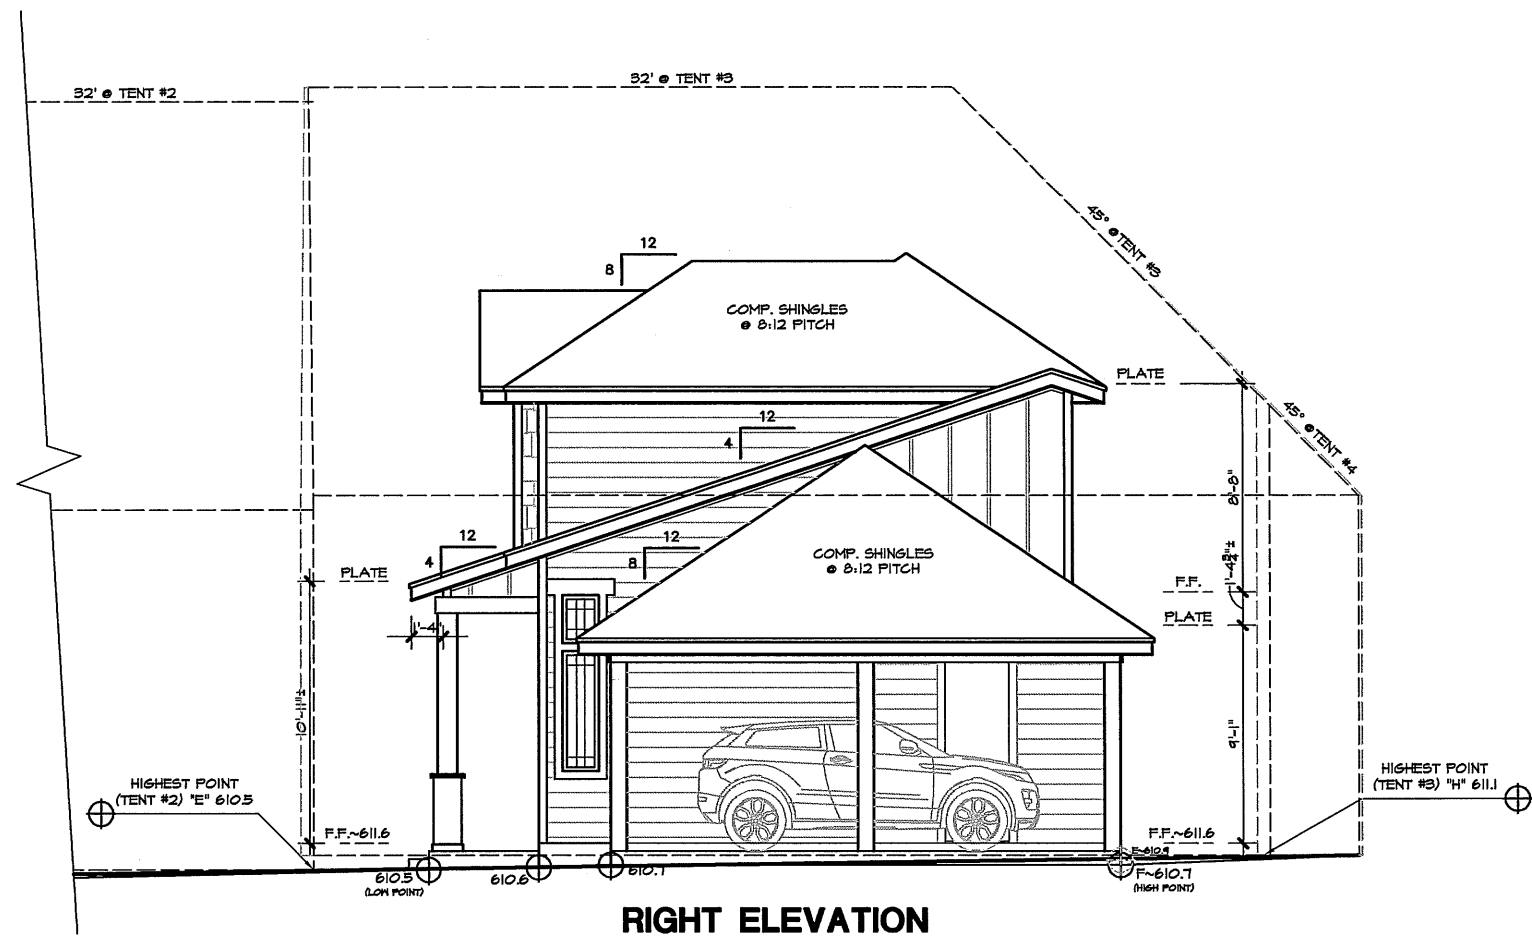 32' @ TENT #3
32' @ TENT #2
45° @ TENT #3
12
8
COMP. SHINGLES
@ 8:12 PITCH
PLATE
12
4
45° @ TENT #4
8'-8"
12
4
12
8
COMP. SHINGLES
@ 8:12 PITCH
PLATE
F.F.
PLATE
1'-4"
9'-1"
HIGHEST POINT
(TENT #2) "E" 610.5
HIGHEST POINT
(TENT #3) "H" 611.1
F.F.~611.6
F.F.~611.6
610.5
(LOW POINT)
610.6
610.7
E~610.9
F~610.7
(HIGH POINT)
RIGHT ELEVATION